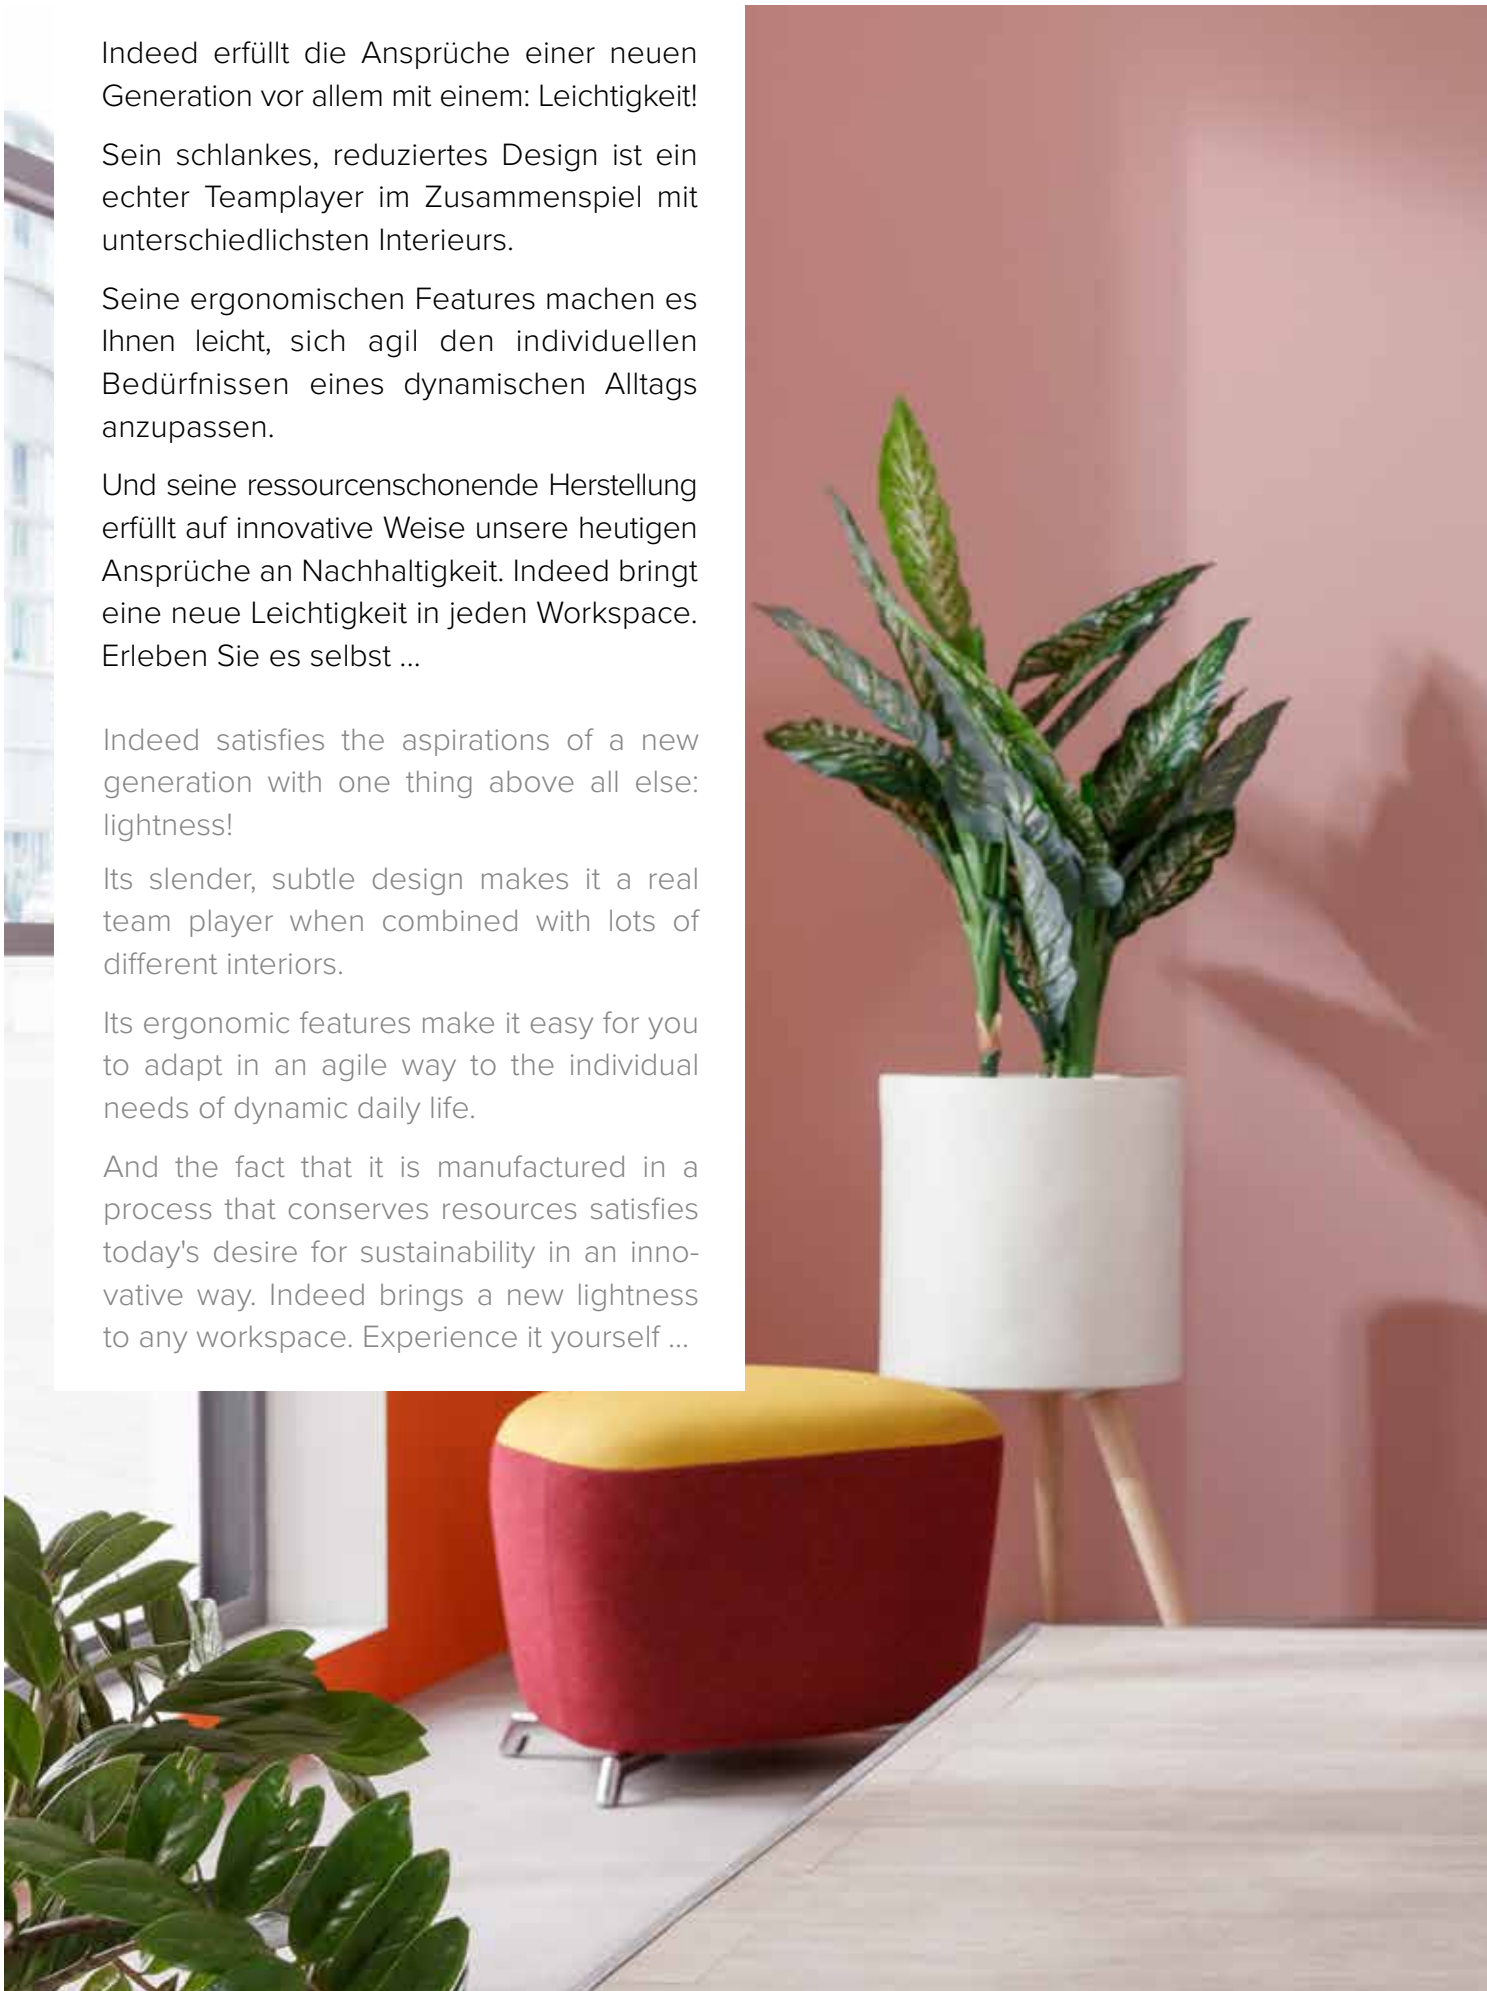 Indeed erfüllt die Ansprüche einer neuen
Generation vor allem mit einem: Leichtigkeit!
Sein schlankes, reduziertes Design ist ein
echter Teamplayer im Zusammenspiel mit
unterschiedlichsten Interieurs.
Seine ergonomischen Features machen es
Ihnen leicht, sich agil den individuellen
Bedürfnissen eines dynamischen Alltags
anzupassen.
Und seine ressourcenschonende Herstellung
erfüllt auf innovative Weise unsere heutigen
Ansprüche an Nachhaltigkeit. Indeed bringt
eine neue Leichtigkeit in jeden Workspace.
Erleben Sie es selbst ...
Indeed satisfies the aspirations of a new
generation with one thing above all else:
lightness!
Its slender, subtle design makes it a real
team player when combined with lots of
different interiors.
Its ergonomic features make it easy for you
to adapt in an agile way to the individual
needs of dynamic daily life.
And the fact that it is manufactured in a
process that conserves resources satisfies
today's desire for sustainability in an inno-
vative way. Indeed brings a new lightness
to any workspace. Experience it yourself ...